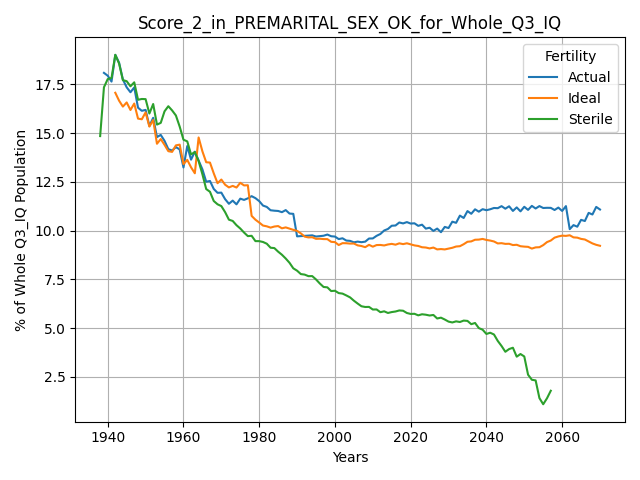 Score_2_in_PREMARITAL_SEX_OK_for_Whole_Q3_IQ
Fertility
Actual
Ideal
Sterile
% of Whole Q3_IQ Population
17.5
15.0
12.5
10.0
7.5
5.0
2.5
1940 1960 1980 2000 2020 2040 2060
Years